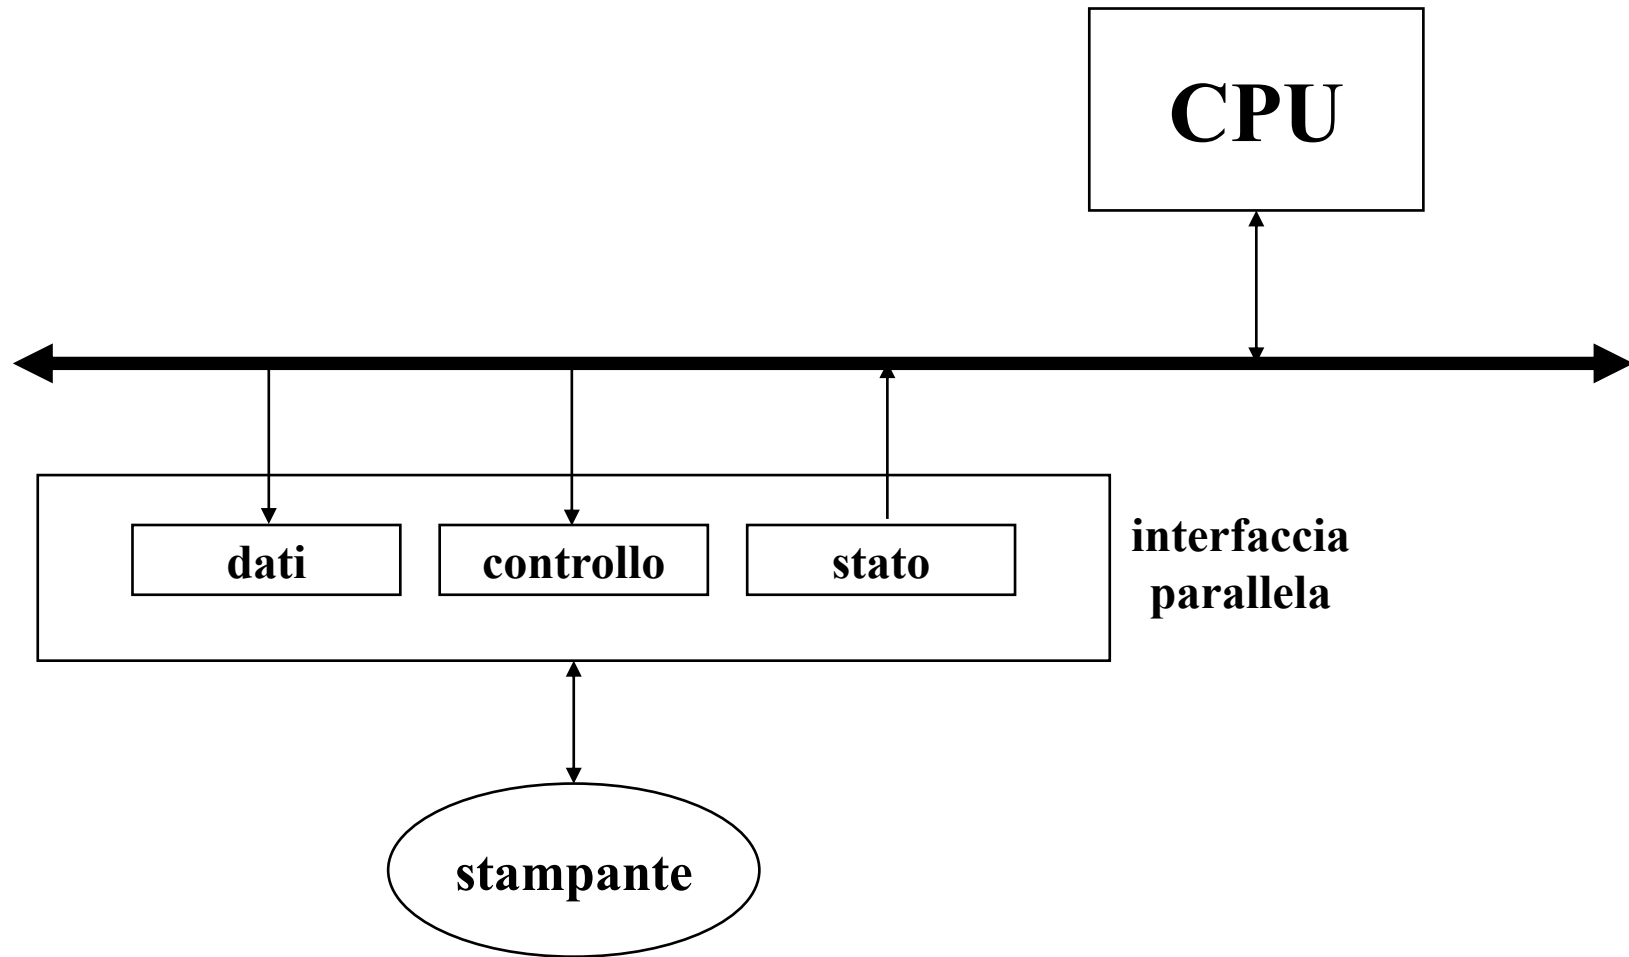 CPU
dati
controllo
stato
interfaccia
parallela
stampante